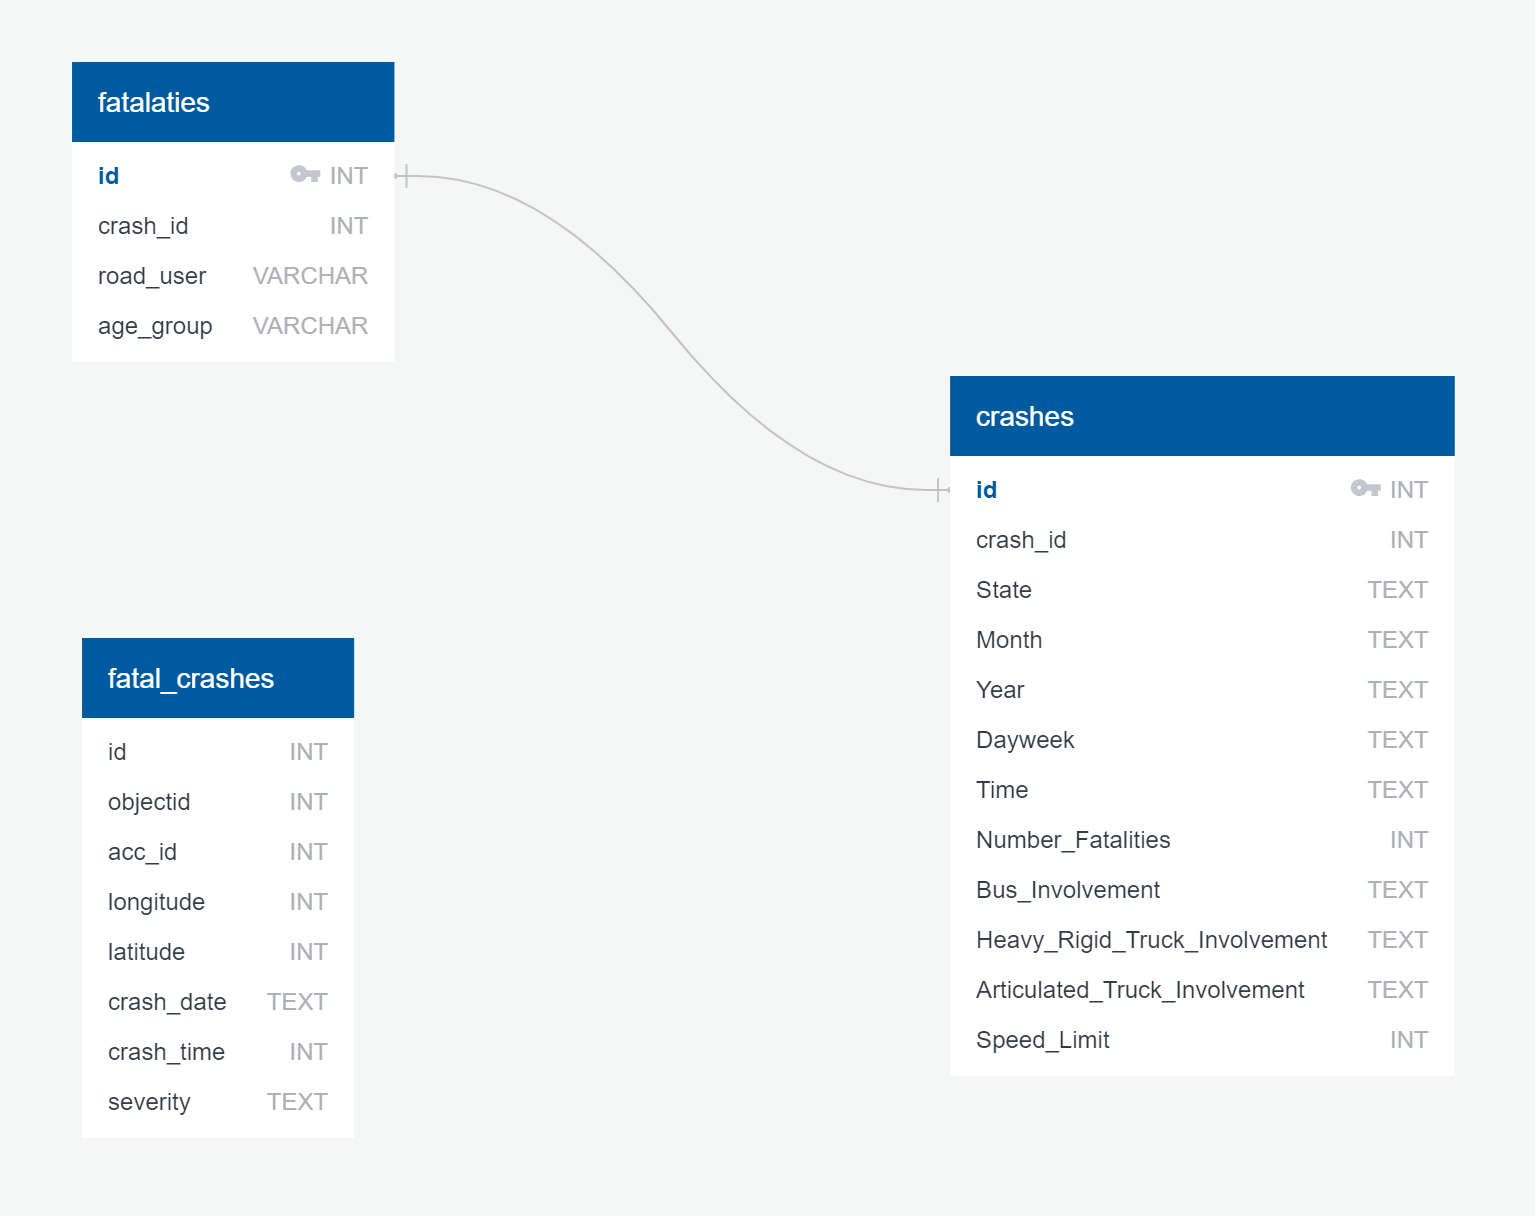 fatalaties
id INT
crash_id INT
road_user VARCHAR
age_group VARCHAR
crashes
id INT
crash_id INT
State TEXT
Month TEXT
Year TEXT
Dayweek TEXT
Time TEXT
Number_Fatalities INT
Bus_Involvement TEXT
Heavy_Rigid_Truck_Involvement TEXT
Articulated_Truck_Involvement TEXT
Speed_Limit INT
fatal_crashes
id INT
objectid INT
acc_id INT
longitude INT
latitude INT
crash_date TEXT
crash_time INT
severity TEXT